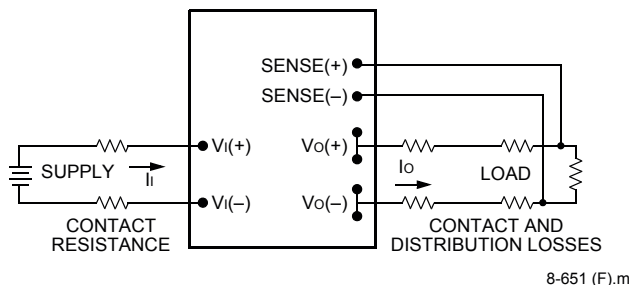 SENSE(+)
SENSE(–)
VI(+)
VO(+)
SUPPLY
II
IO
LOAD
VI(–)
VO(–)
CONTACT
RESISTANCE
CONTACT AND
DISTRIBUTION LOSSES
8-651 (F).m